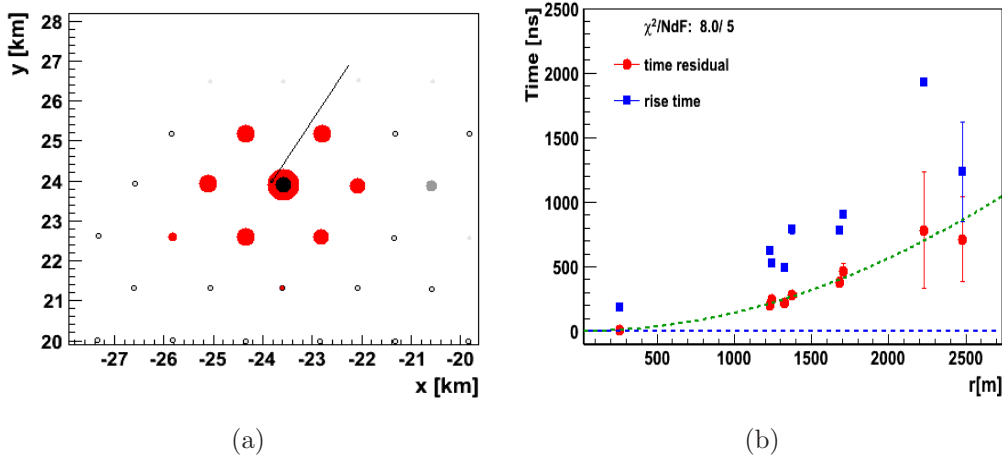 y [km]
28
27
26
25
24
23
22
21
20
-27 -26 -25 -24 -23 -22 -21 -20
x [km]
(a)
Time [ns]
2500
2000
1500
1000
500
0
χ²/NdF: 8.0/ 5
time residual
rise time
500 1000 1500 2000 2500
r[m]
(b)